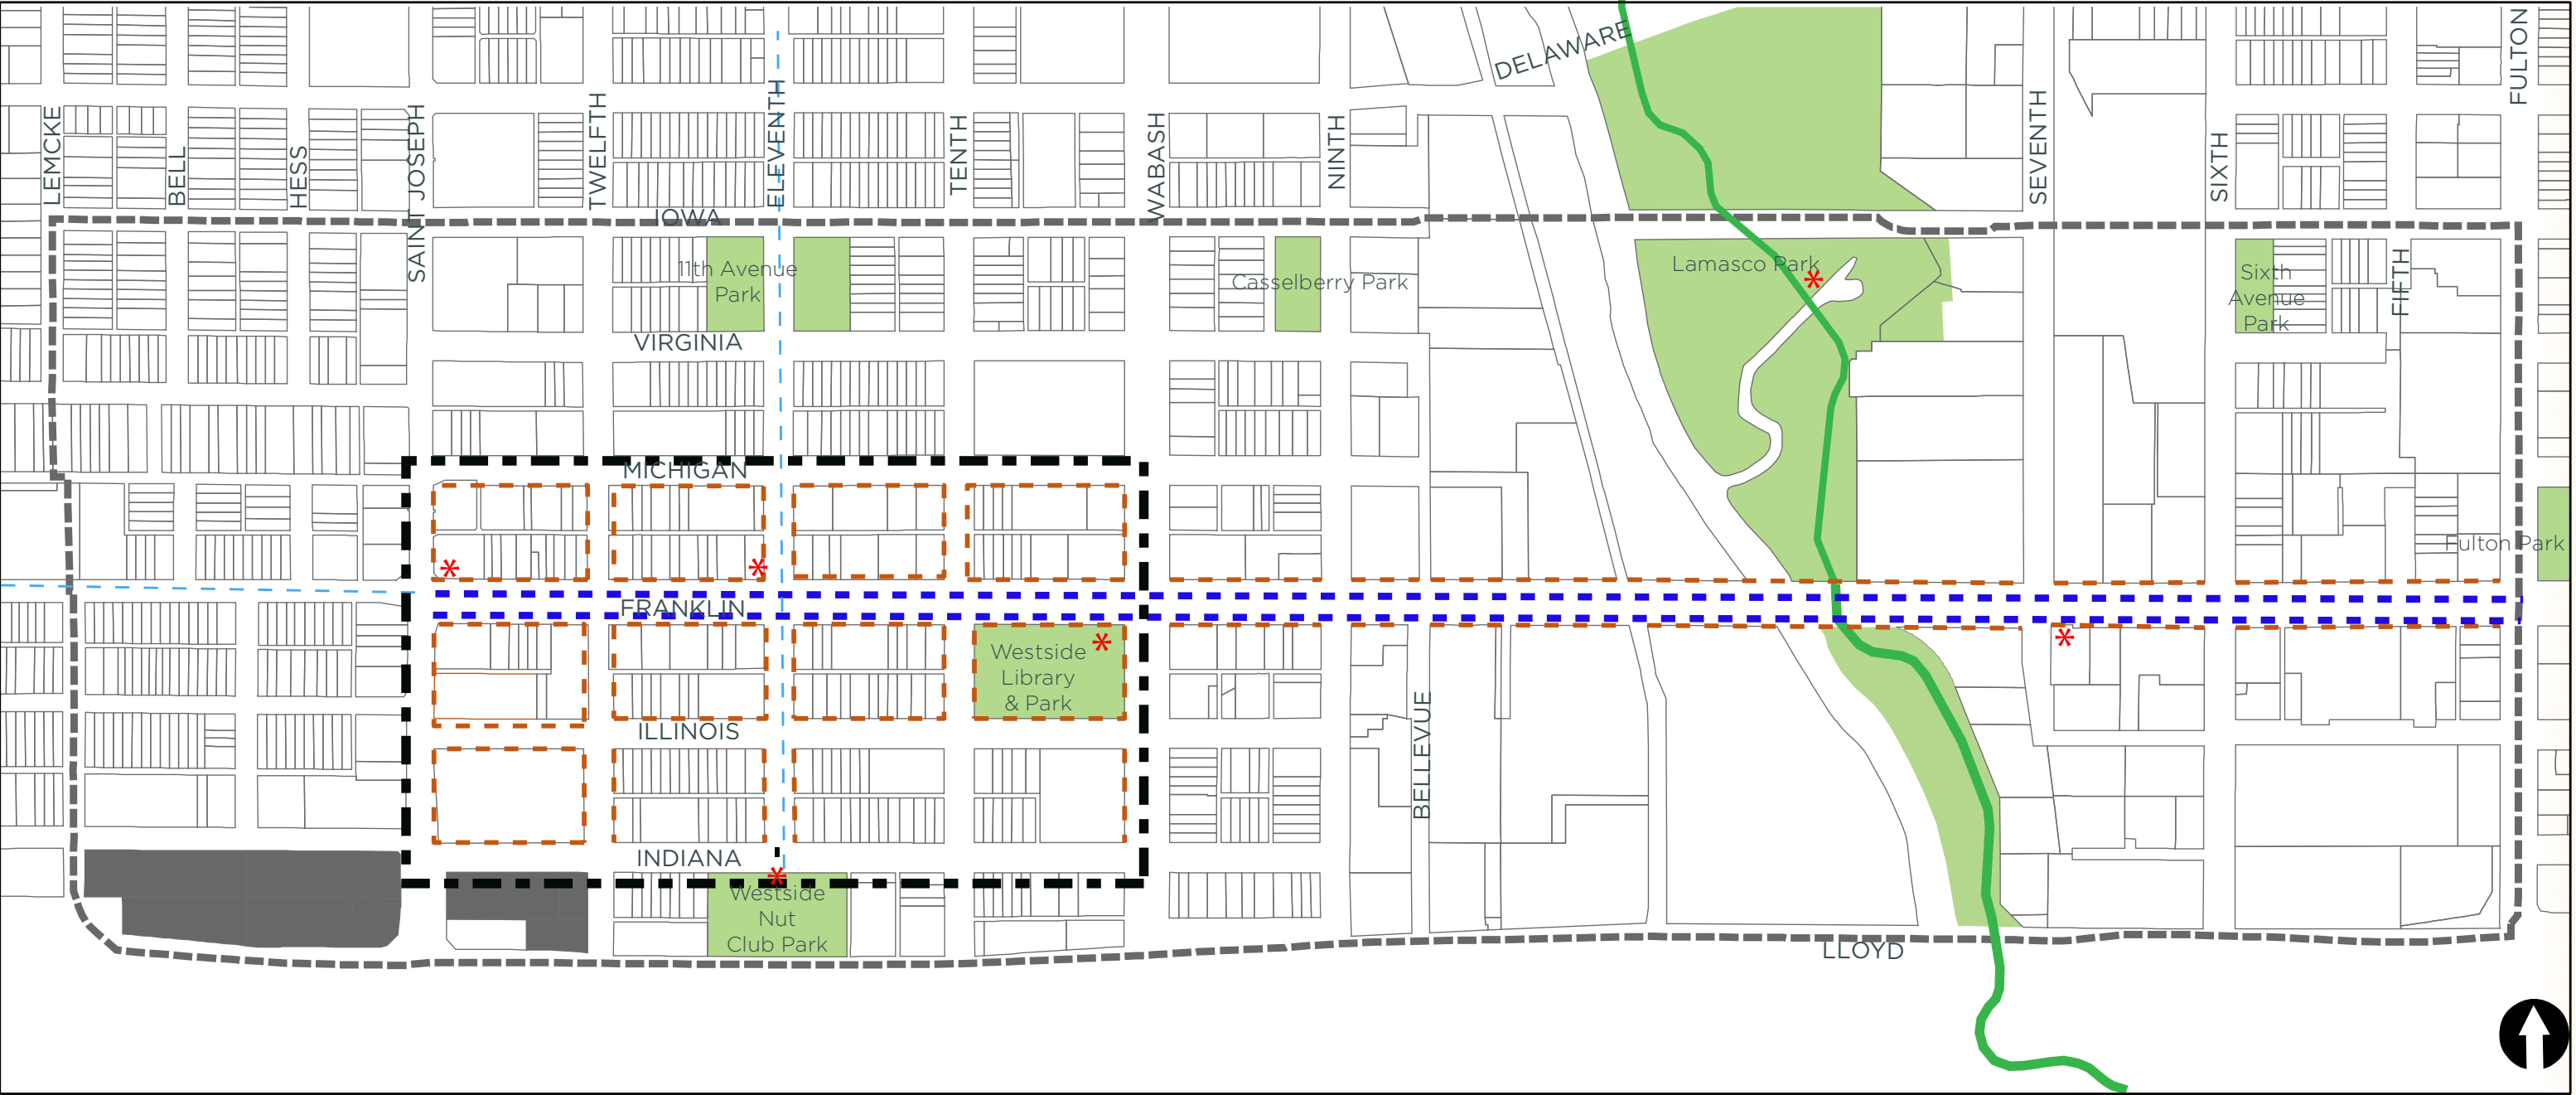 DELAWARE
FULTON
LEMCKE
BELL
HESS
SAINT JOSEPH
TWELFTH
ELEVENTH
TENTH
WABASH
NINTH
SEVENTH
SIXTH
IOWA
11th Avenue
Park
Casselberry Park
Lamasco Park
Sixth
Avenue
Park
FIFTH
VIRGINIA
MICHIGAN
Fulton Park
FRANKLIN
Westside
Library
& Park
ILLINOIS
BELLEVUE
INDIANA
Westside
Nut
Club Park
LLOYD